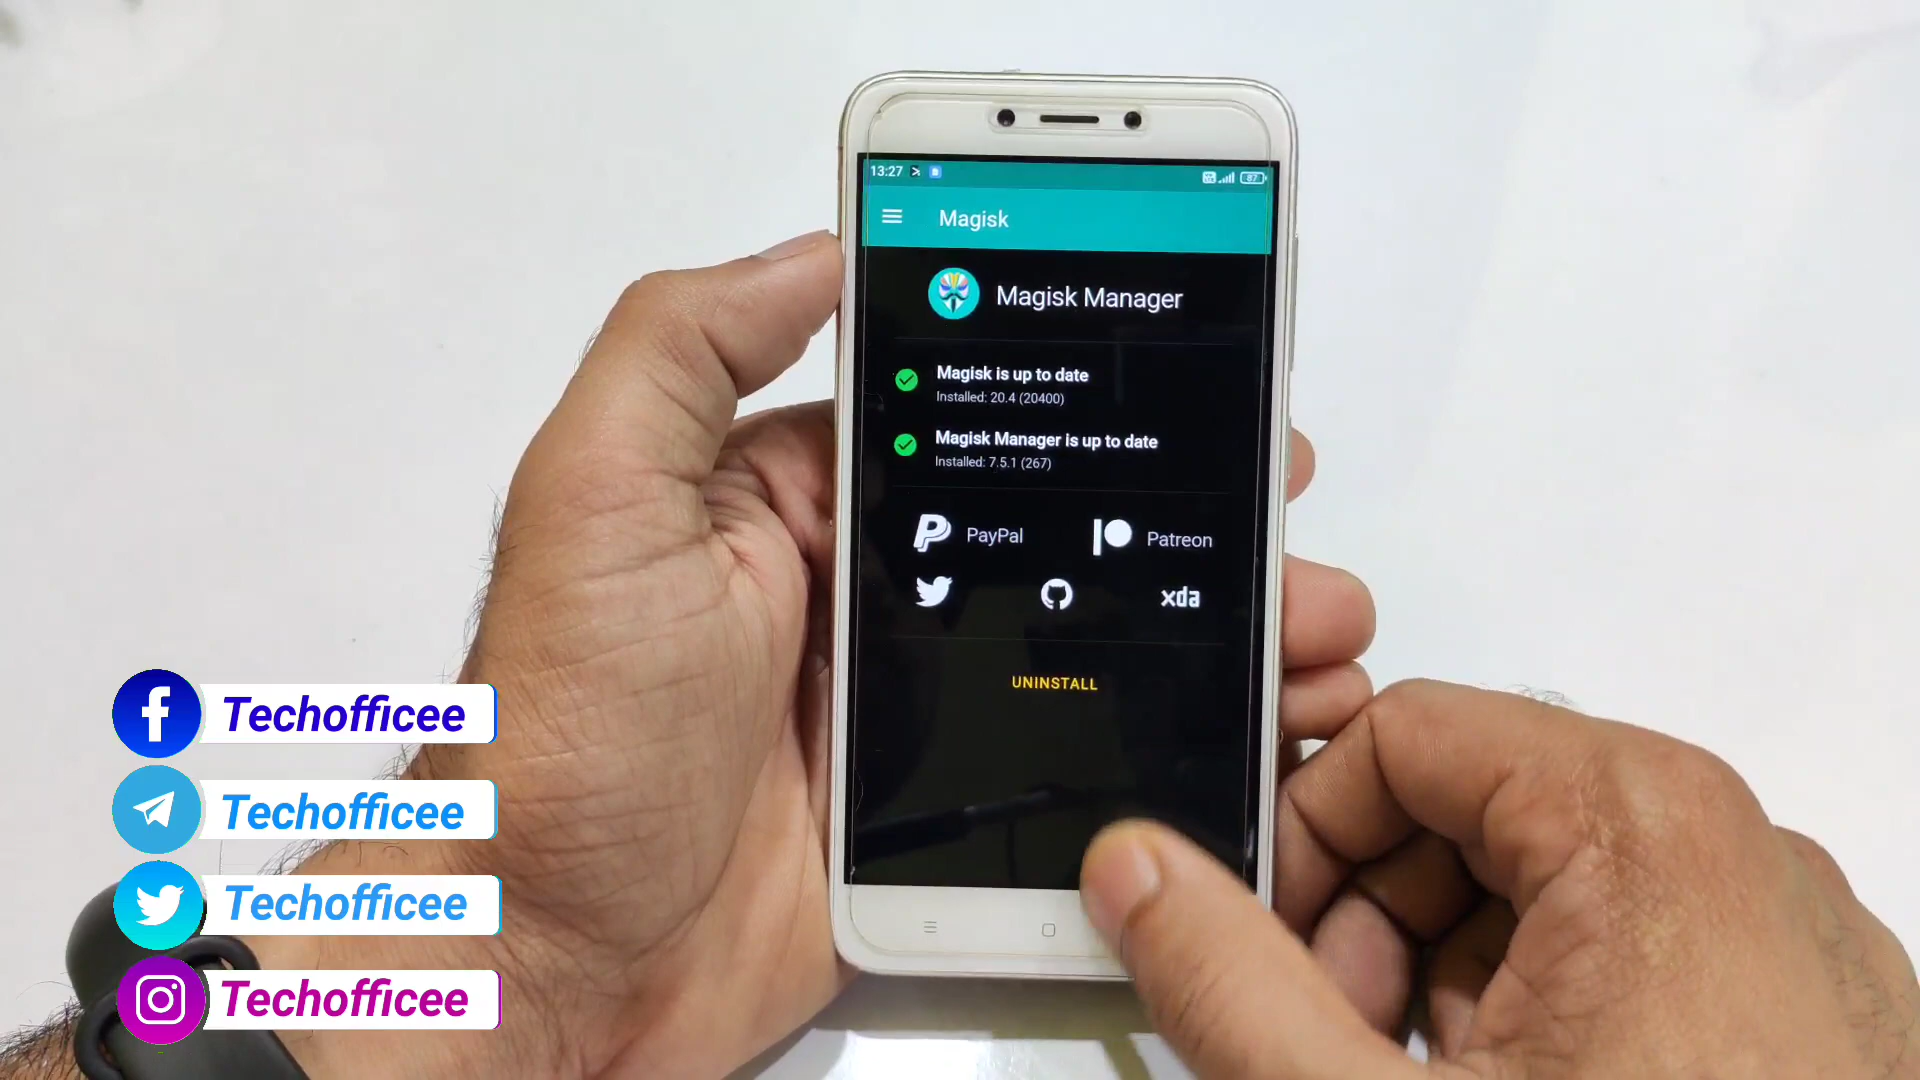 13:27
87
Magisk
Magisk Manager
Magisk is up to date
Installed: 20.4 (20400)
Magisk Manager is up to date
Installed: 7.5.1 (267)
PayPal
Patreon
xda
UNINSTALL
Techofficee
Techofficee
Techofficee
Techofficee